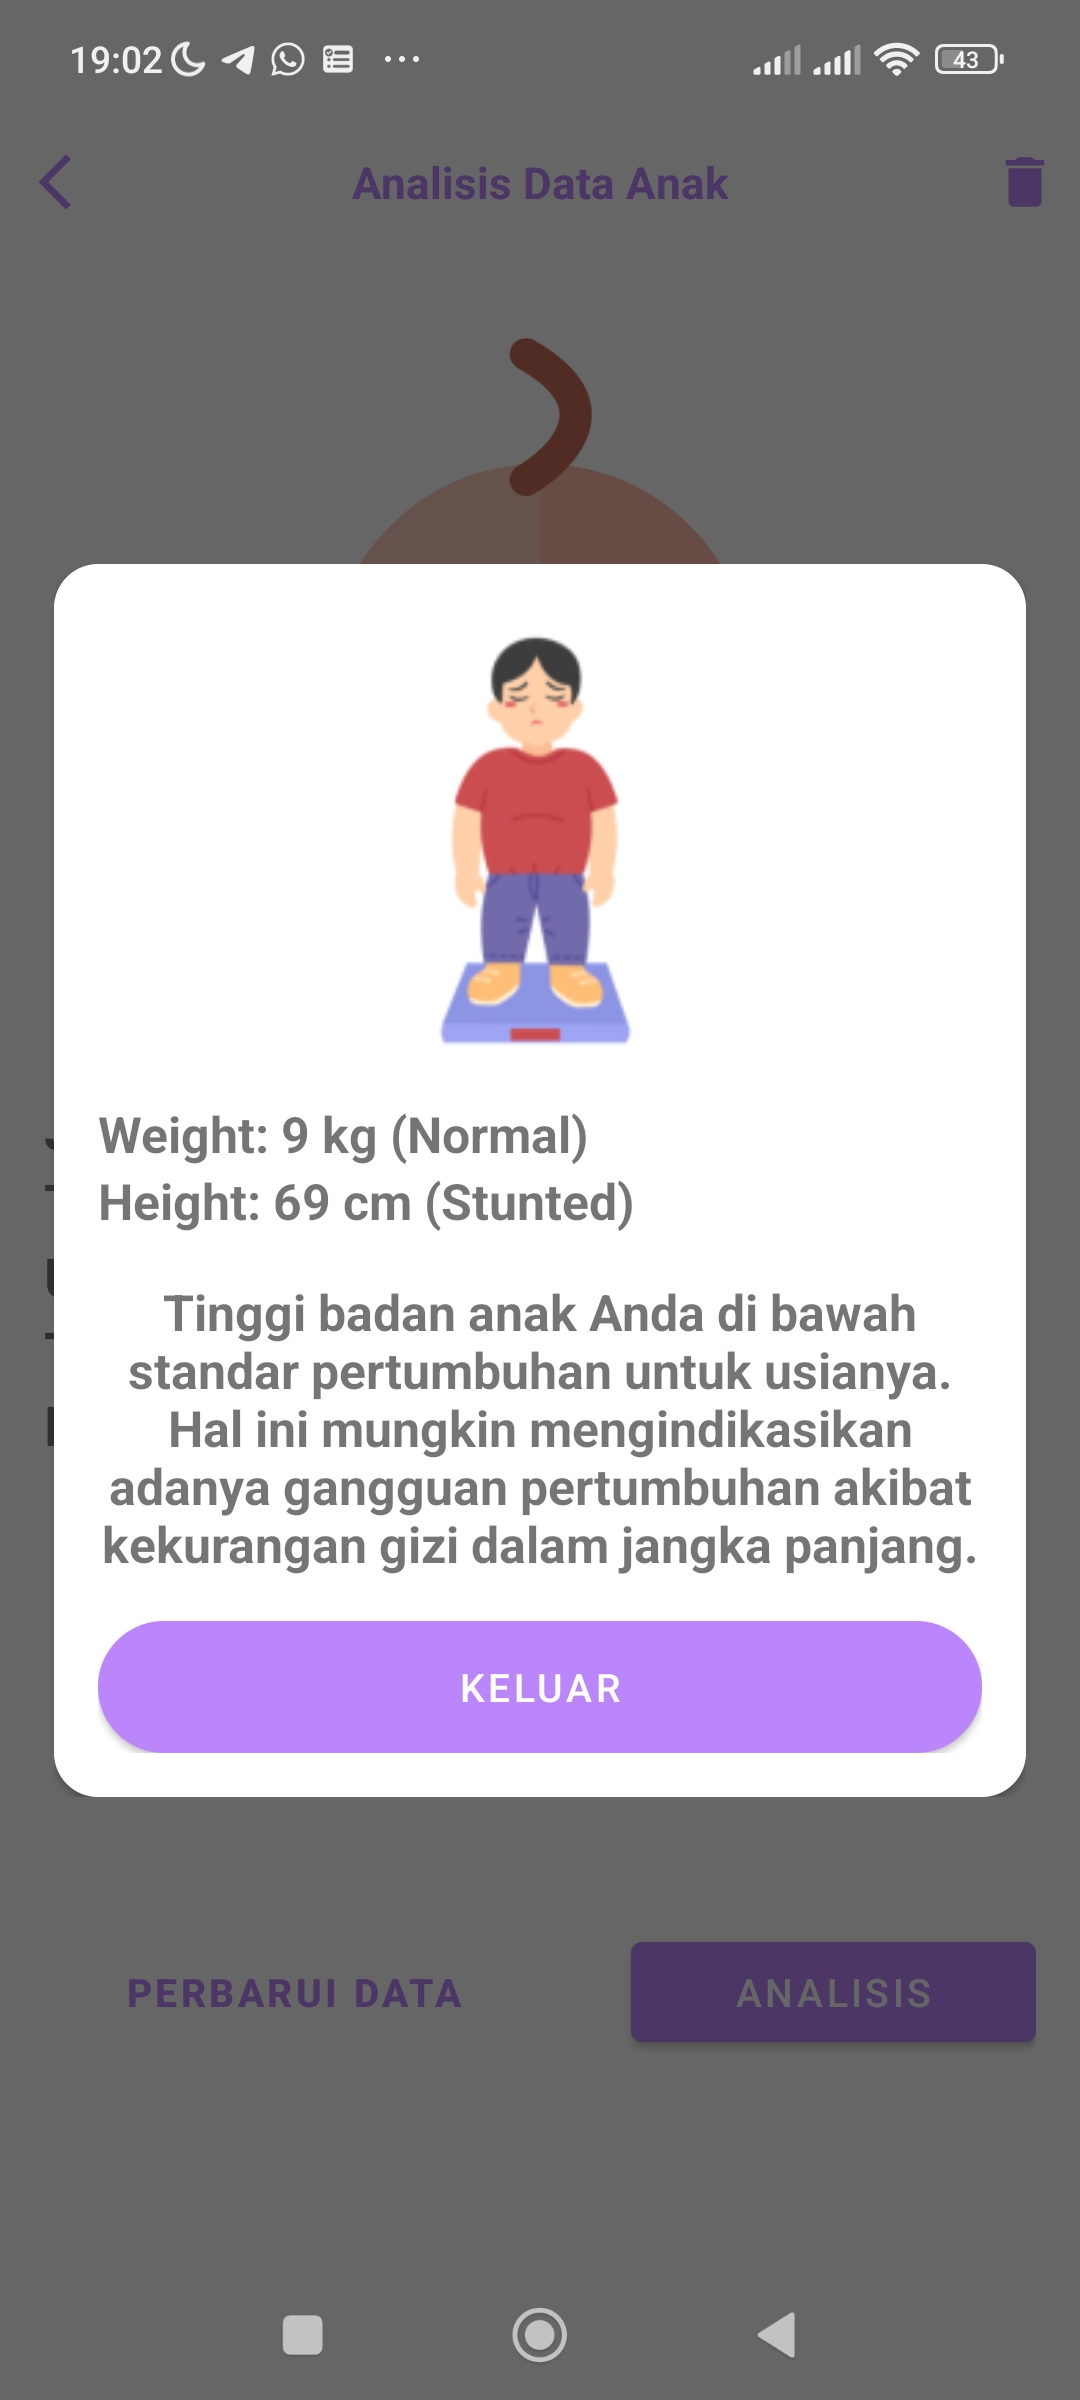 19:02
43
Analisis Data Anak
Weight: 9 kg (Normal)
Height: 69 cm (Stunted)
Tinggi badan anak Anda di bawah
standar pertumbuhan untuk usianya.
Hal ini mungkin mengindikasikan
adanya gangguan pertumbuhan akibat
kekurangan gizi dalam jangka panjang.
KELUAR
PERBARUI DATA
ANALISIS